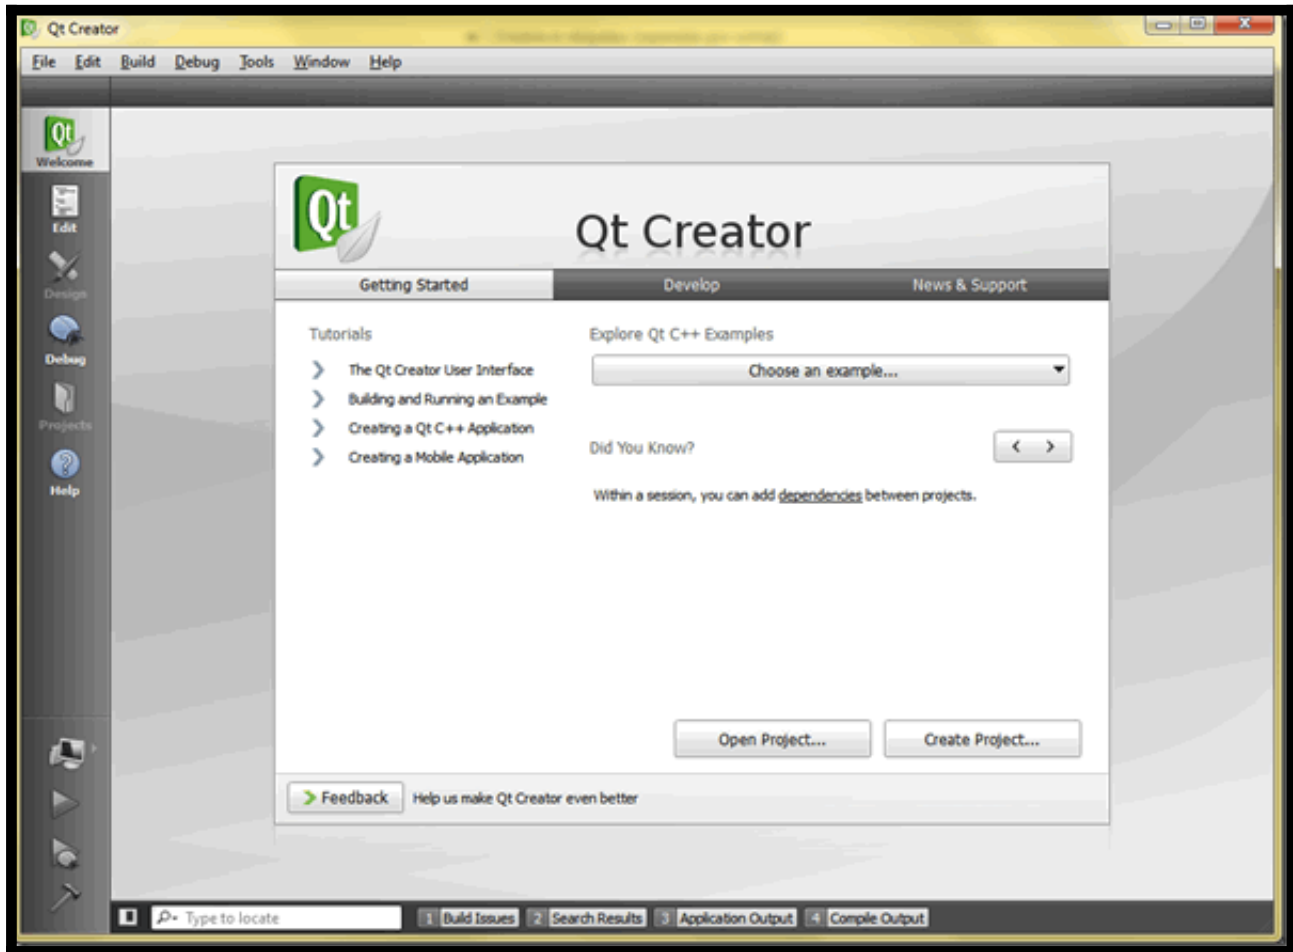 Qt Creator
File Edit Build Debug Tools Window Help
Qt
Welcome
Edit
Design
Debug
Projects
Help
Qt
Qt Creator
Getting Started Develop News & Support
Tutorials
The Qt Creator User Interface
Building and Running an Example
Creating a Qt C++ Application
Creating a Mobile Application
Explore Qt C++ Examples
Choose an example...
Did You Know?
Within a session, you can add dependencies between projects.
Open Project... Create Project...
Feedback Help us make Qt Creator even better
Type to locate 1 Build Issues 2 Search Results 3 Application Output 4 Compile Output